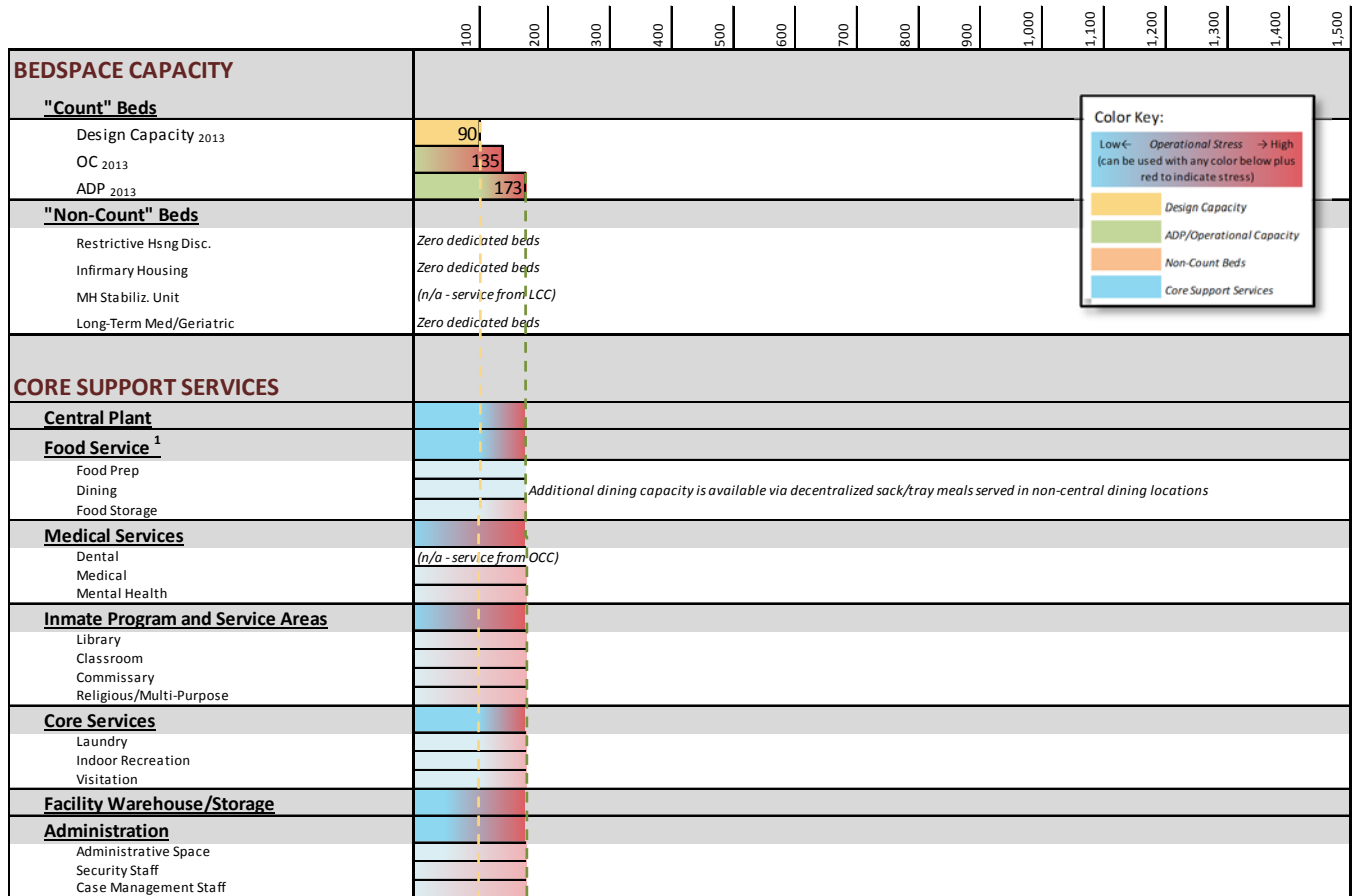 100 200 300 400 500 600 700 800 900 1,000 1,100 1,200 1,300 1,400 1,500
BEDSPACE CAPACITY
"Count" Beds
Design Capacity 2013 90
OC 2013 135
ADP 2013 173
Color Key:
Low← Operational Stress → High
(can be used with any color below plus
red to indicate stress)
Design Capacity
ADP/Operational Capacity
Non-Count Beds
Core Support Services
"Non-Count" Beds
Restrictive Hsng Disc. Zero dedicated beds
Infirmary Housing Zero dedicated beds
MH Stabiliz. Unit (n/a - service from LCC)
Long-Term Med/Geriatric Zero dedicated beds
CORE SUPPORT SERVICES
Central Plant
Food Service 1
Food Prep
Dining Additional dining capacity is available via decentralized sack/tray meals served in non-central dining locations
Food Storage
Medical Services
Dental (n/a - service from OCC)
Medical
Mental Health
Inmate Program and Service Areas
Library
Classroom
Commissary
Religious/Multi-Purpose
Core Services
Laundry
Indoor Recreation
Visitation
Facility Warehouse/Storage
Administration
Administrative Space
Security Staff
Case Management Staff